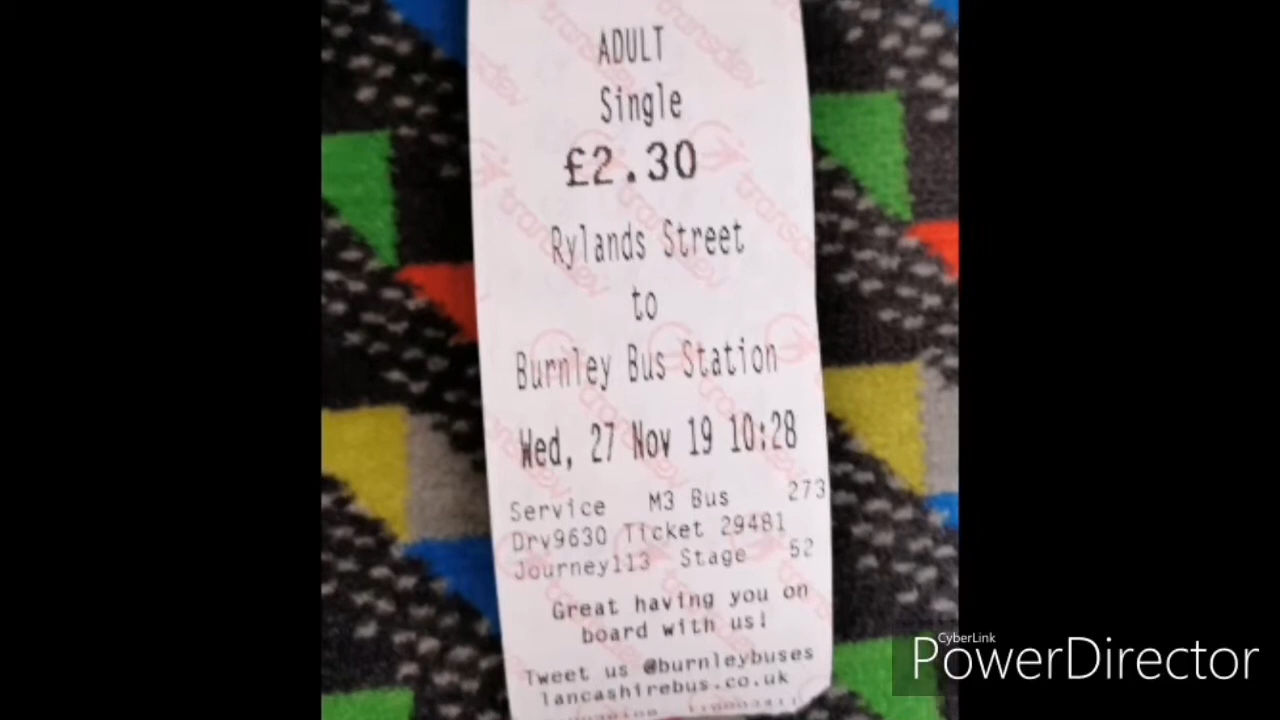 ADULT
Single
£2.30
Rylands Street
to
Burnley Bus Station
Wed, 27 Nov 19 10:28
Service M3 Bus 273
Drv9630 Ticket 29481
Journey113 Stage 52
Great having you on
board with us!
Tweet us @burnleybuses
lancashirebus.co.uk
transdev
CyberLink
PowerDirector